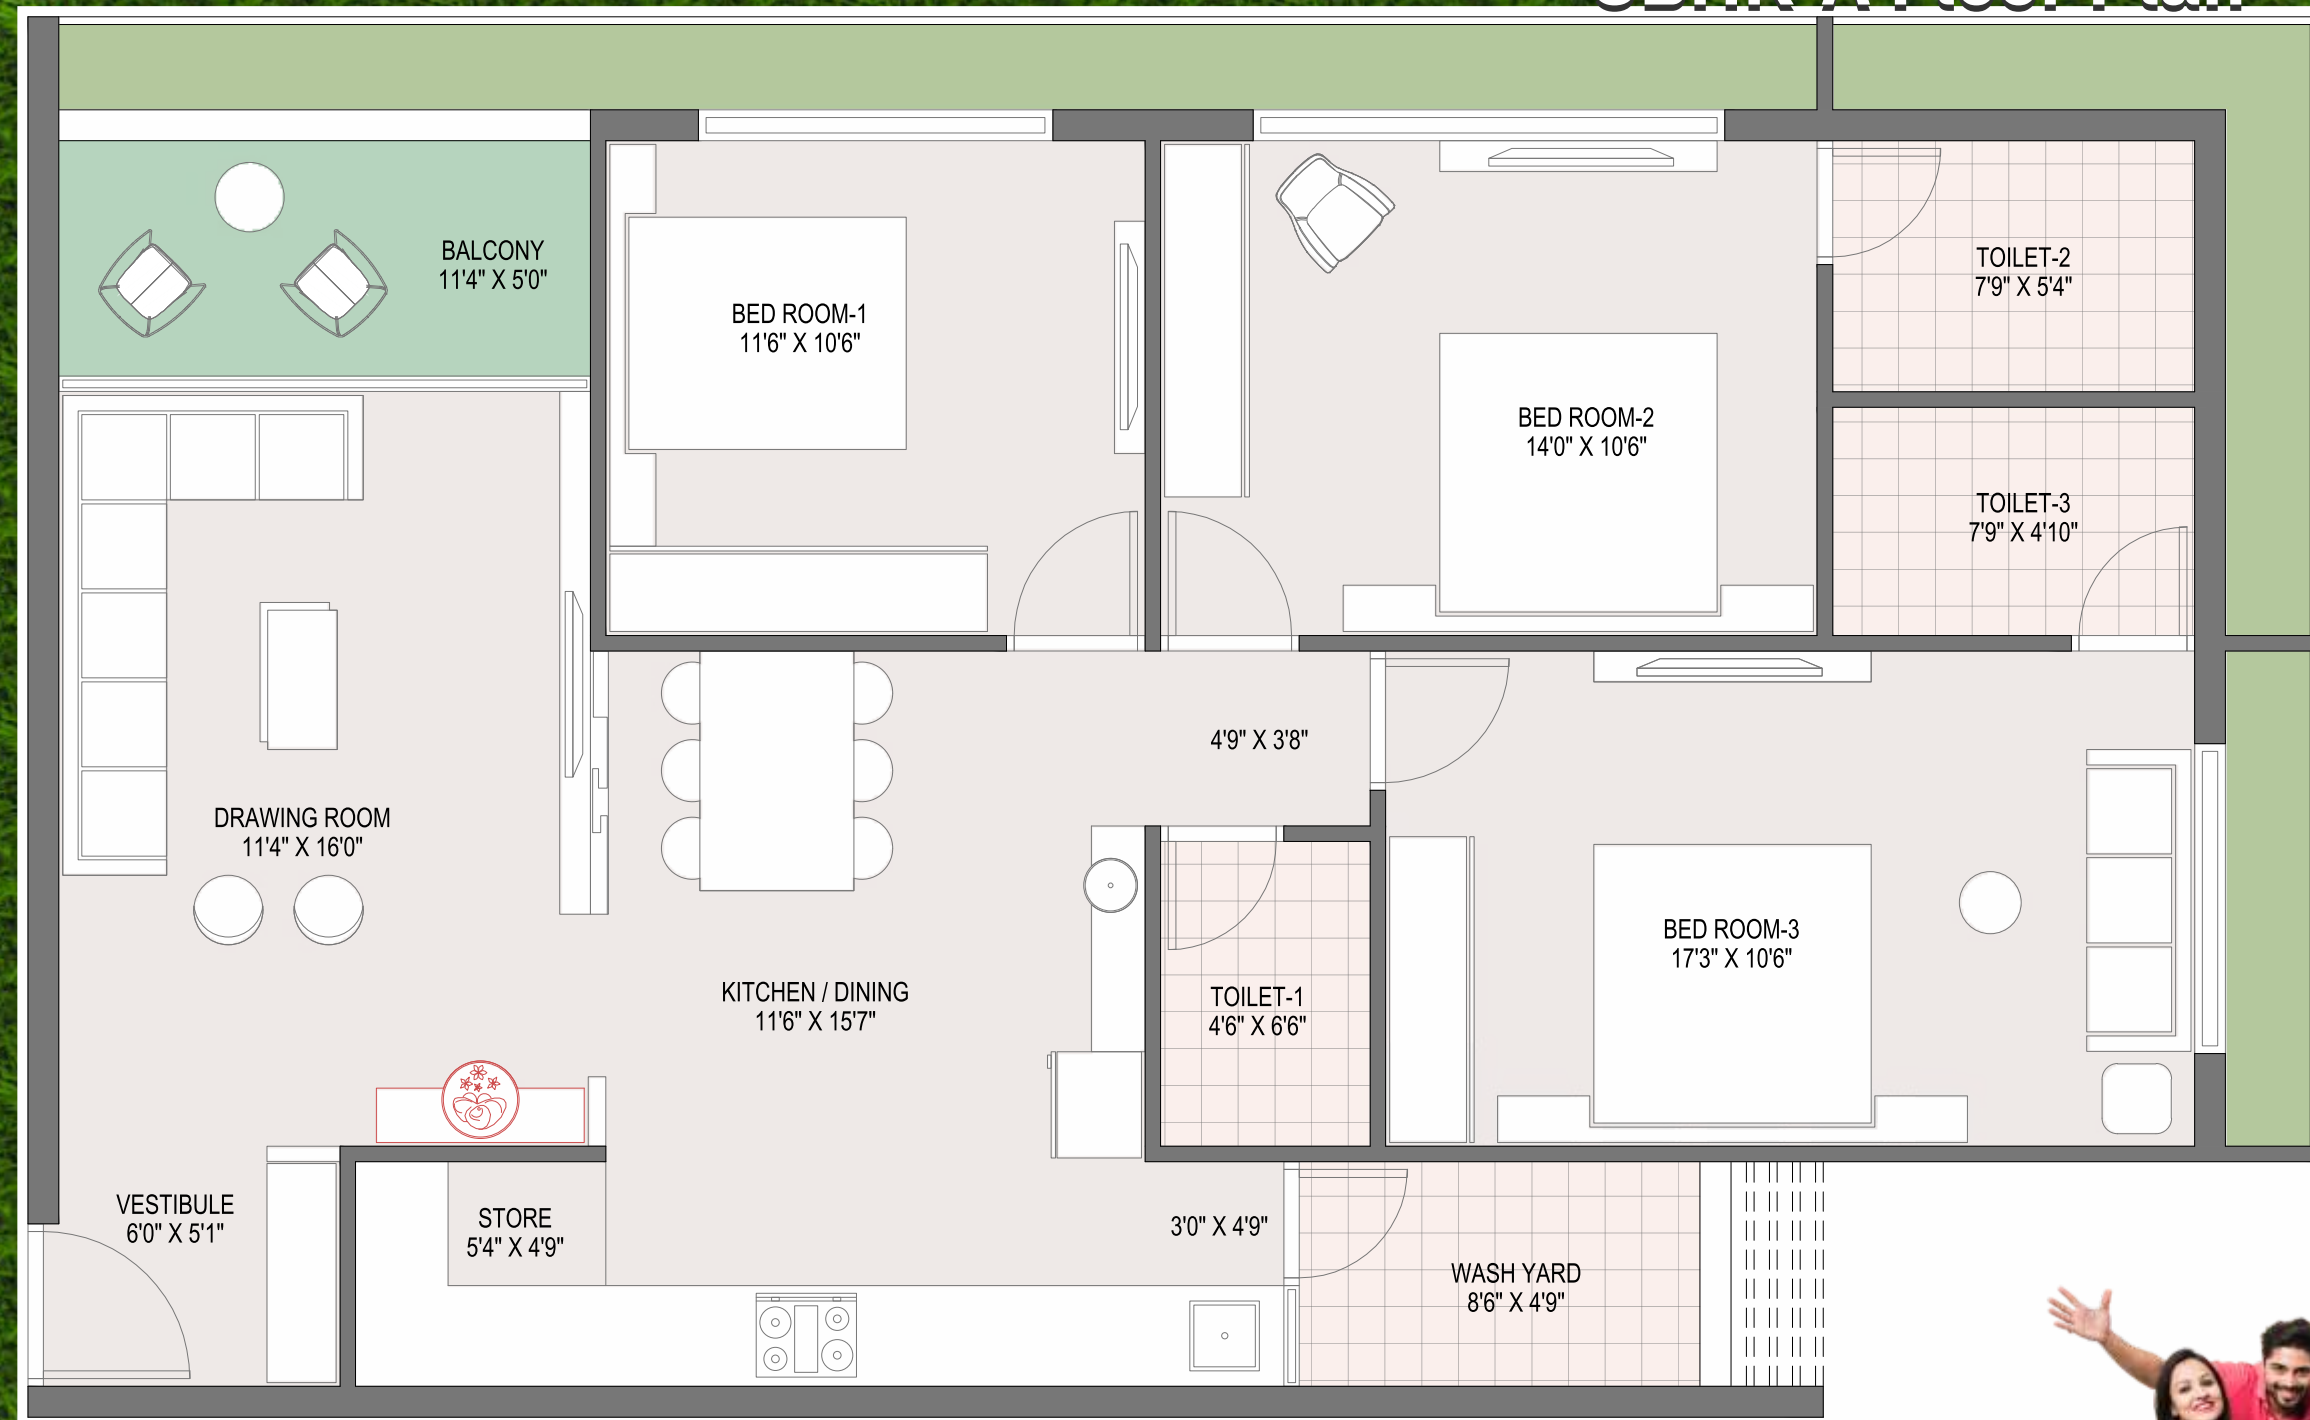 BALCONY
11'4" X 5'0"
BED ROOM-1
11'6" X 10'6"
BED ROOM-2
14'0" X 10'6"
TOILET-2
7'9" X 5'4"
TOILET-3
7'9" X 4'10"
4'9" X 3'8"
DRAWING ROOM
11'4" X 16'0"
KITCHEN / DINING
11'6" X 15'7"
TOILET-1
4'6" X 6'6"
BED ROOM-3
17'3" X 10'6"
VESTIBULE
6'0" X 5'1"
STORE
5'4" X 4'9"
3'0" X 4'9"
WASH YARD
8'6" X 4'9"